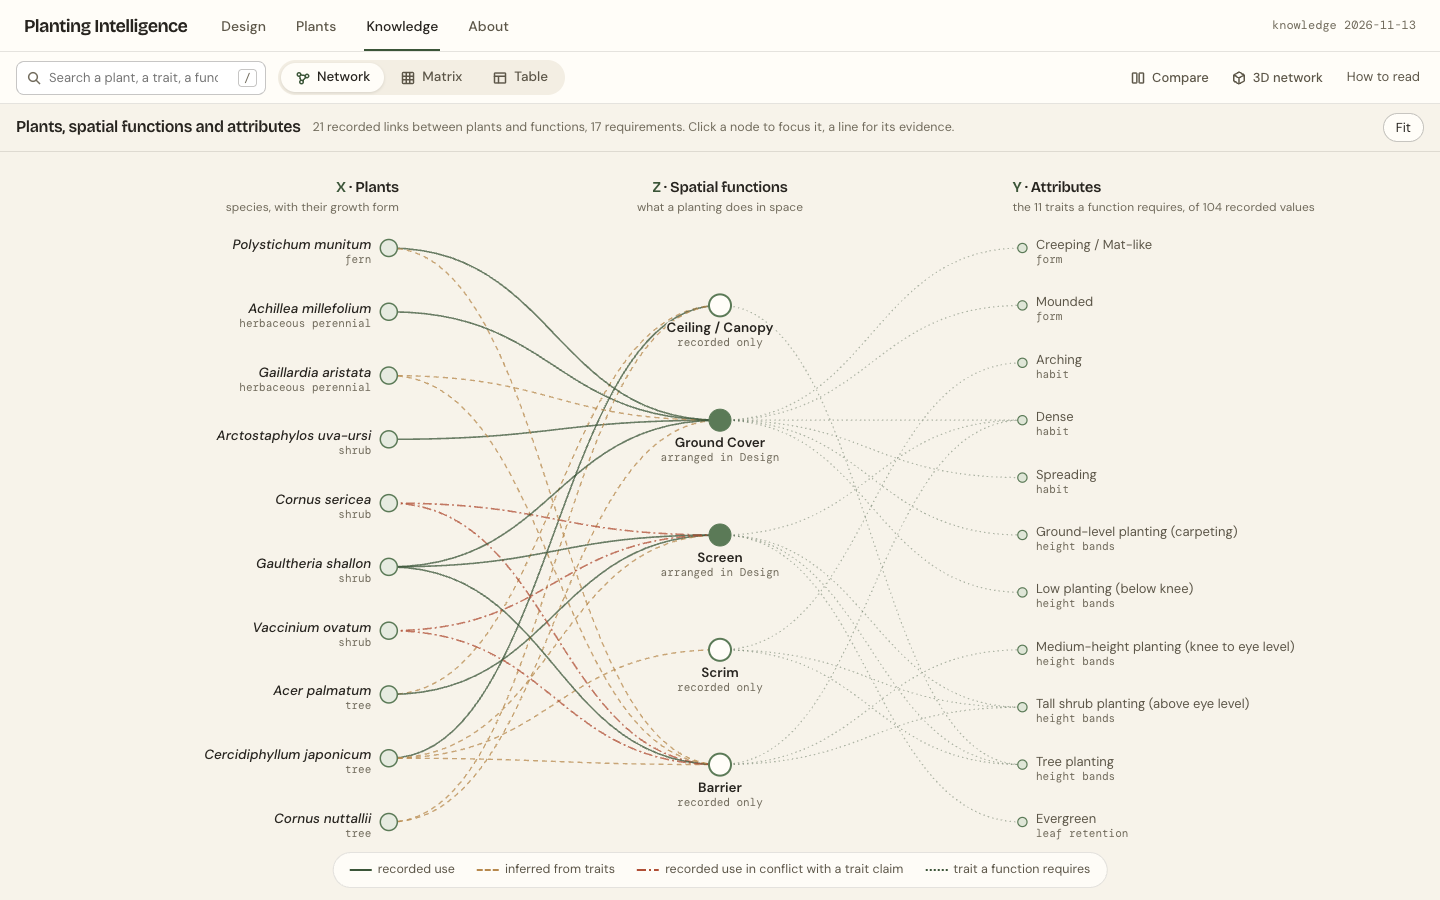 Planting Intelligence Design Plants Knowledge About knowledge 2026-11-13
Search a plant, a trait, a func / Network Matrix Table Compare 3D network How to read
Plants, spatial functions and attributes 21 recorded links between plants and functions, 17 requirements. Click a node to focus it, a line for its evidence. Fit
X · Plants
species, with their growth form
Polystichum munitum
fern
Achillea millefolium
herbaceous perennial
Gaillardia aristata
herbaceous perennial
Arctostaphylos uva-ursi
shrub
Cornus sericea
shrub
Gaultheria shallon
shrub
Vaccinium ovatum
shrub
Acer palmatum
tree
Cercidiphyllum japonicum
tree
Cornus nuttallii
tree
Z · Spatial functions
what a planting does in space
Ceiling / Canopy
recorded only
Ground Cover
arranged in Design
Screen
arranged in Design
Scrim
recorded only
Barrier
recorded only
Y · Attributes
the 11 traits a function requires, of 104 recorded values
Creeping / Mat-like
form
Mounded
form
Arching
habit
Dense
habit
Spreading
habit
Ground-level planting (carpeting)
height bands
Low planting (below knee)
height bands
Medium-height planting (knee to eye level)
height bands
Tall shrub planting (above eye level)
height bands
Tree planting
height bands
Evergreen
leaf retention
recorded use inferred from traits recorded use in conflict with a trait claim trait a function requires